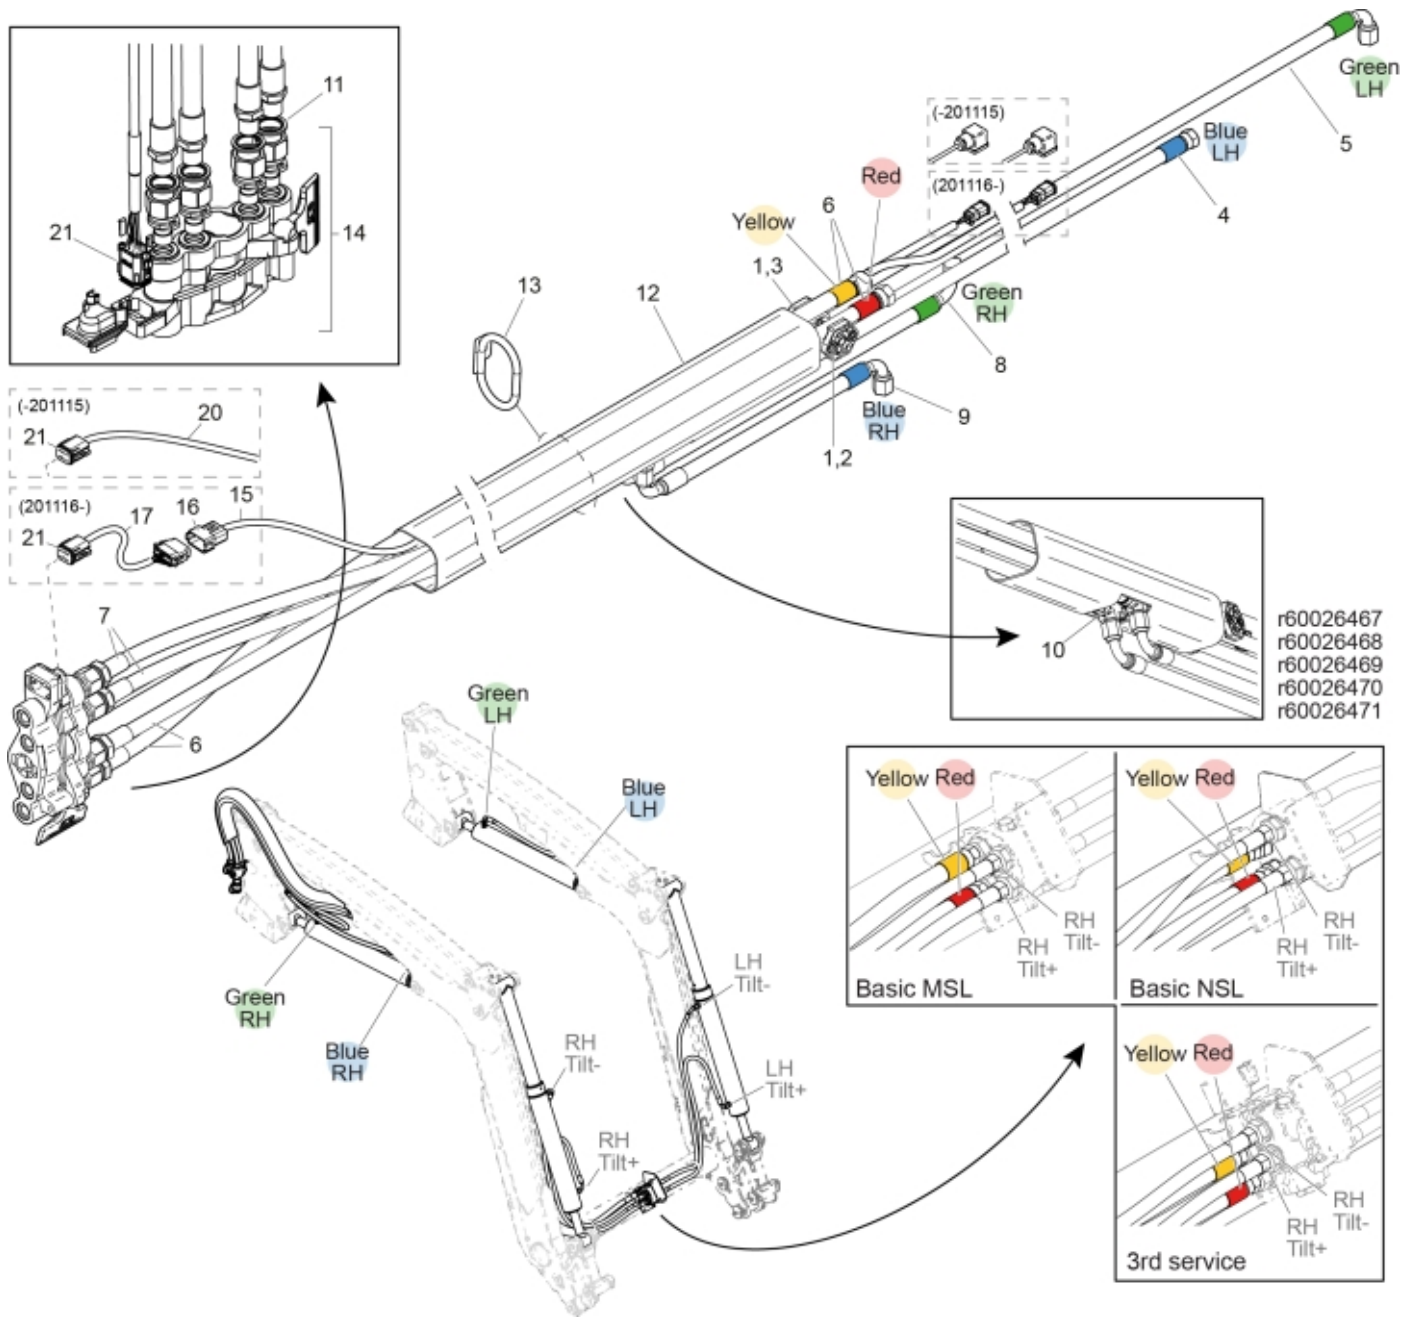 11
14
21
Green
LH
5
Blue
LH
4
(-201115)
(201116-)
Red
6
Yellow
1,3
13
12
Green
RH
8
Blue
RH
9
1,2
(-201115)
20
21
(201116-)
17
16
15
21
7
6
10
r60026467
r60026468
r60026469
r60026470
r60026471
Green
LH
Blue
LH
Green
RH
Blue
RH
LH
Tilt-
RH
Tilt-
LH
Tilt+
RH
Tilt+
Yellow Red
RH
Tilt-
RH
Tilt+
Basic MSL
Yellow Red
RH
Tilt-
RH
Tilt+
Basic NSL
Yellow Red
RH
Tilt-
RH
Tilt+
3rd service